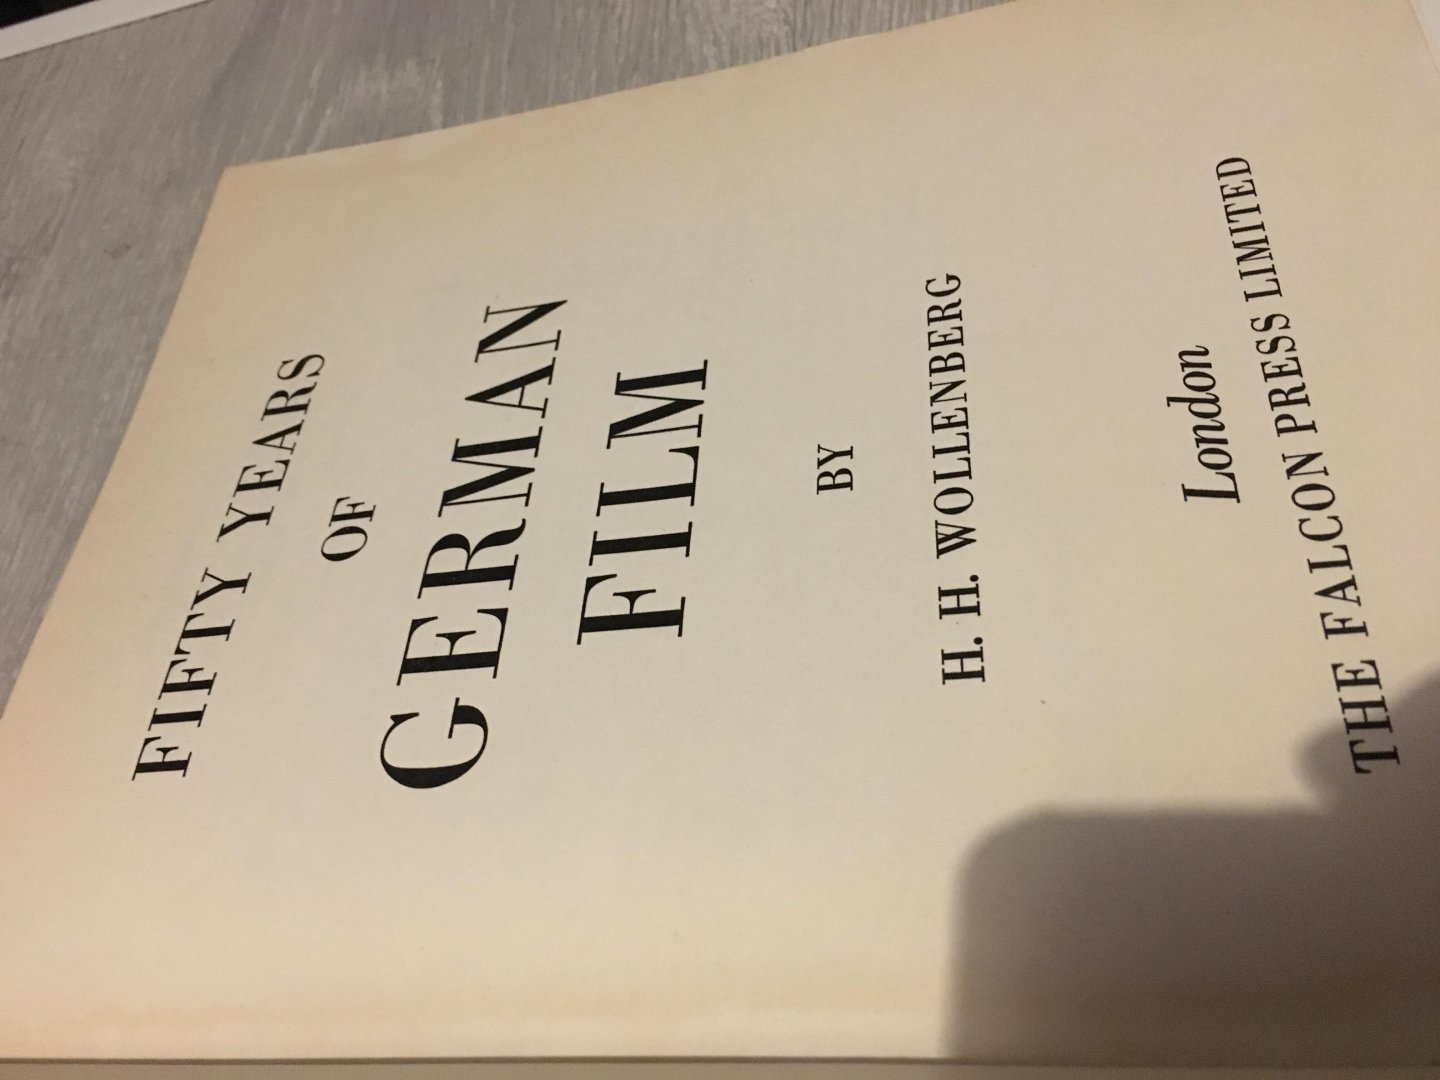 FIFTY YEARS
OF
GERMAN
FILM
BY
H. H. WOLLENBERG
London
THE FALCON PRESS LIMITED